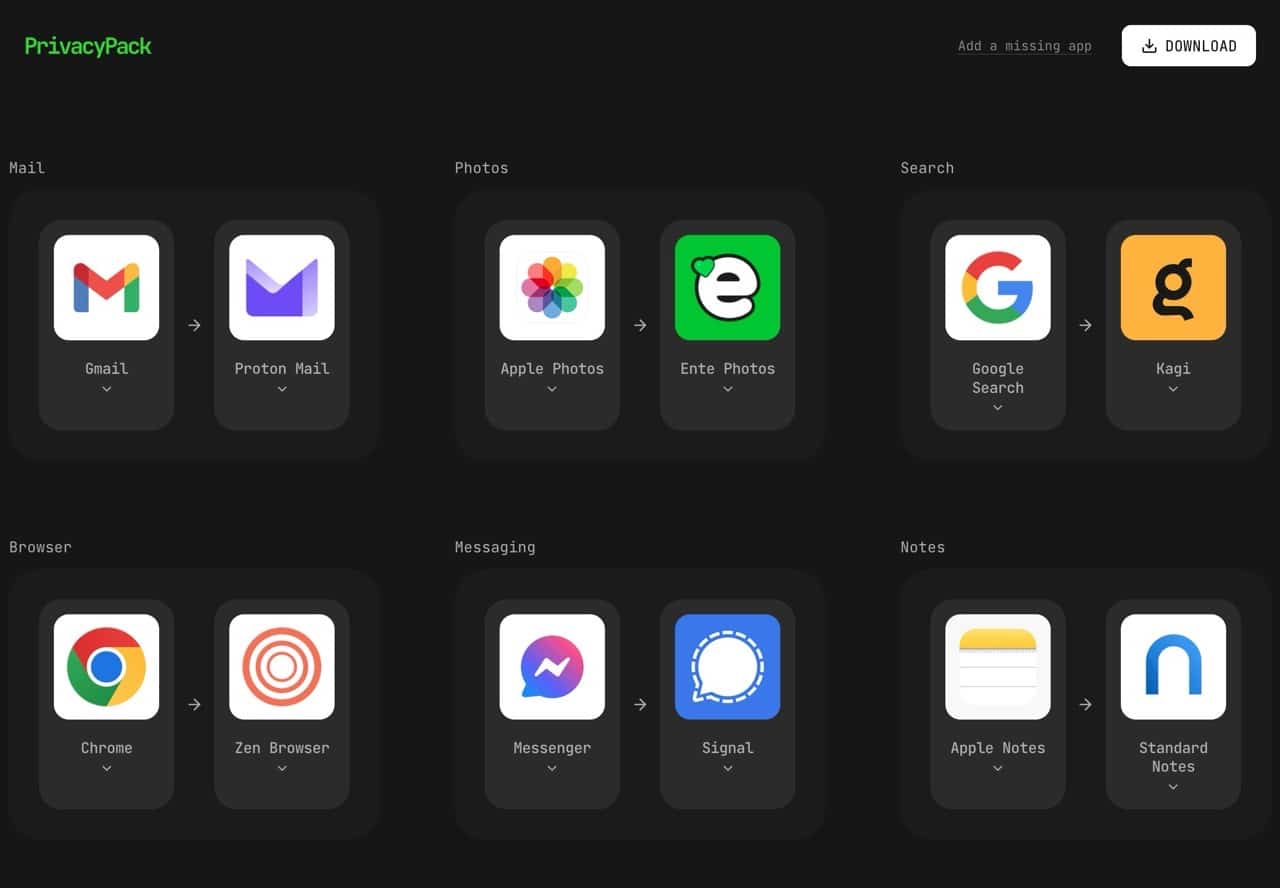 PrivacyPack
Add a missing app
DOWNLOAD
Mail
Gmail
Proton Mail
Photos
Apple Photos
Ente Photos
Search
Google
Search
Kagi
Browser
Chrome
Zen Browser
Messaging
Messenger
Signal
Notes
Apple Notes
Standard
Notes